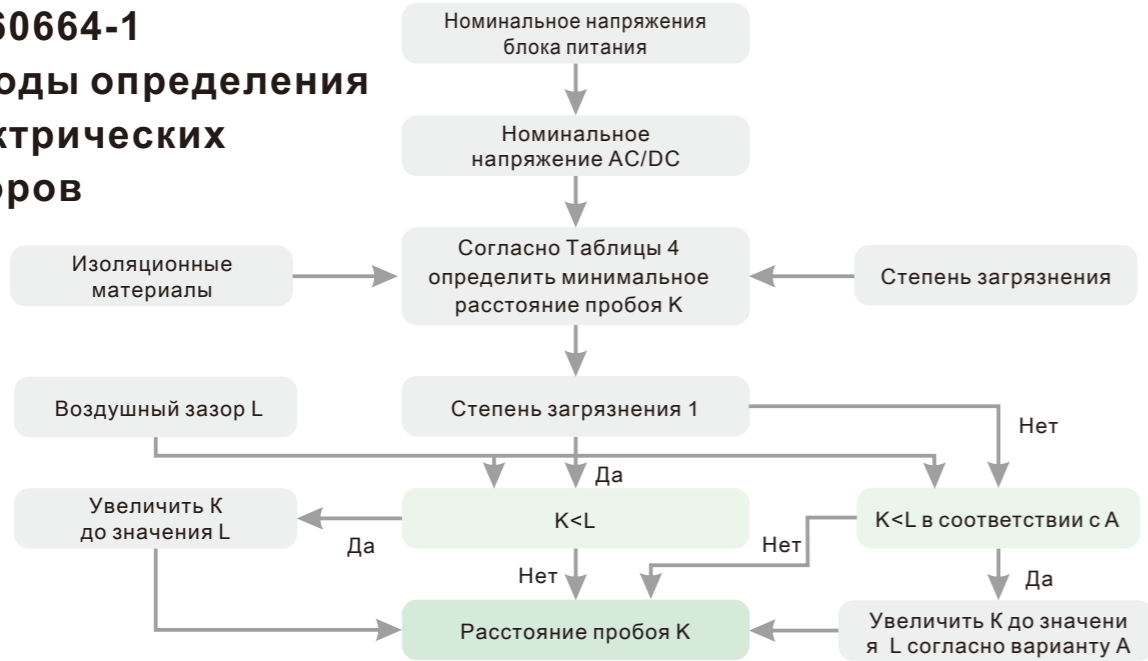 60664-1
оды определения
ктрических
оров
Номинальное напряжения
блока питания
Номинальное
напряжение AC/DC
Изоляционные
материалы
Согласно Таблицы 4
определить минимальное
расстояние пробоя K
Степень загрязнения
Воздушный зазор L
Степень загрязнения 1
Нет
Да
Увеличить К
до значения L
Да
K<L
Нет
K<L в соответствии с A
Нет
Да
Расстояние пробоя K
Увеличить К до значени
я L согласно варианту A